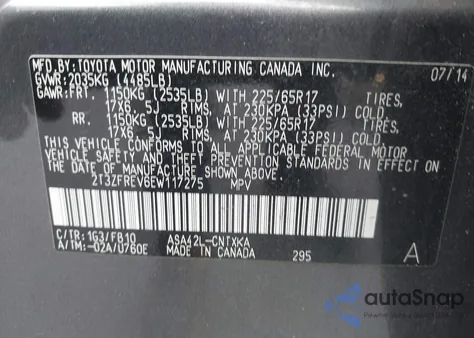 MFD. BY: TOYOTA MOTOR MANUFACTURING CANADA INC. 07/14
GVWR: 2035KG (4485LB)
GAWR: FRT. 1150KG (2535LB) WITH 225/65R17 TIRES,
17X6.5J RIMS, AT 230KPA (33PSI) COLD.
RR. 1150KG (2535LB) WITH 225/65R17 TIRES,
17X6.5J RIMS, AT 230KPA (33PSI) COLD.
THIS VEHICLE CONFORMS TO ALL APPLICABLE FEDERAL MOTOR
VEHICLE SAFETY AND THEFT PREVENTION STANDARDS IN EFFECT ON
THE DATE OF MANUFACTURE SHOWN ABOVE.
2T3ZFREV6EW117275 MPV
C/TR: 1G3/FB10 ASA42L-CNTXKA
A/TM: -02A/U760E MADE IN CANADA 295 A
autoSnap